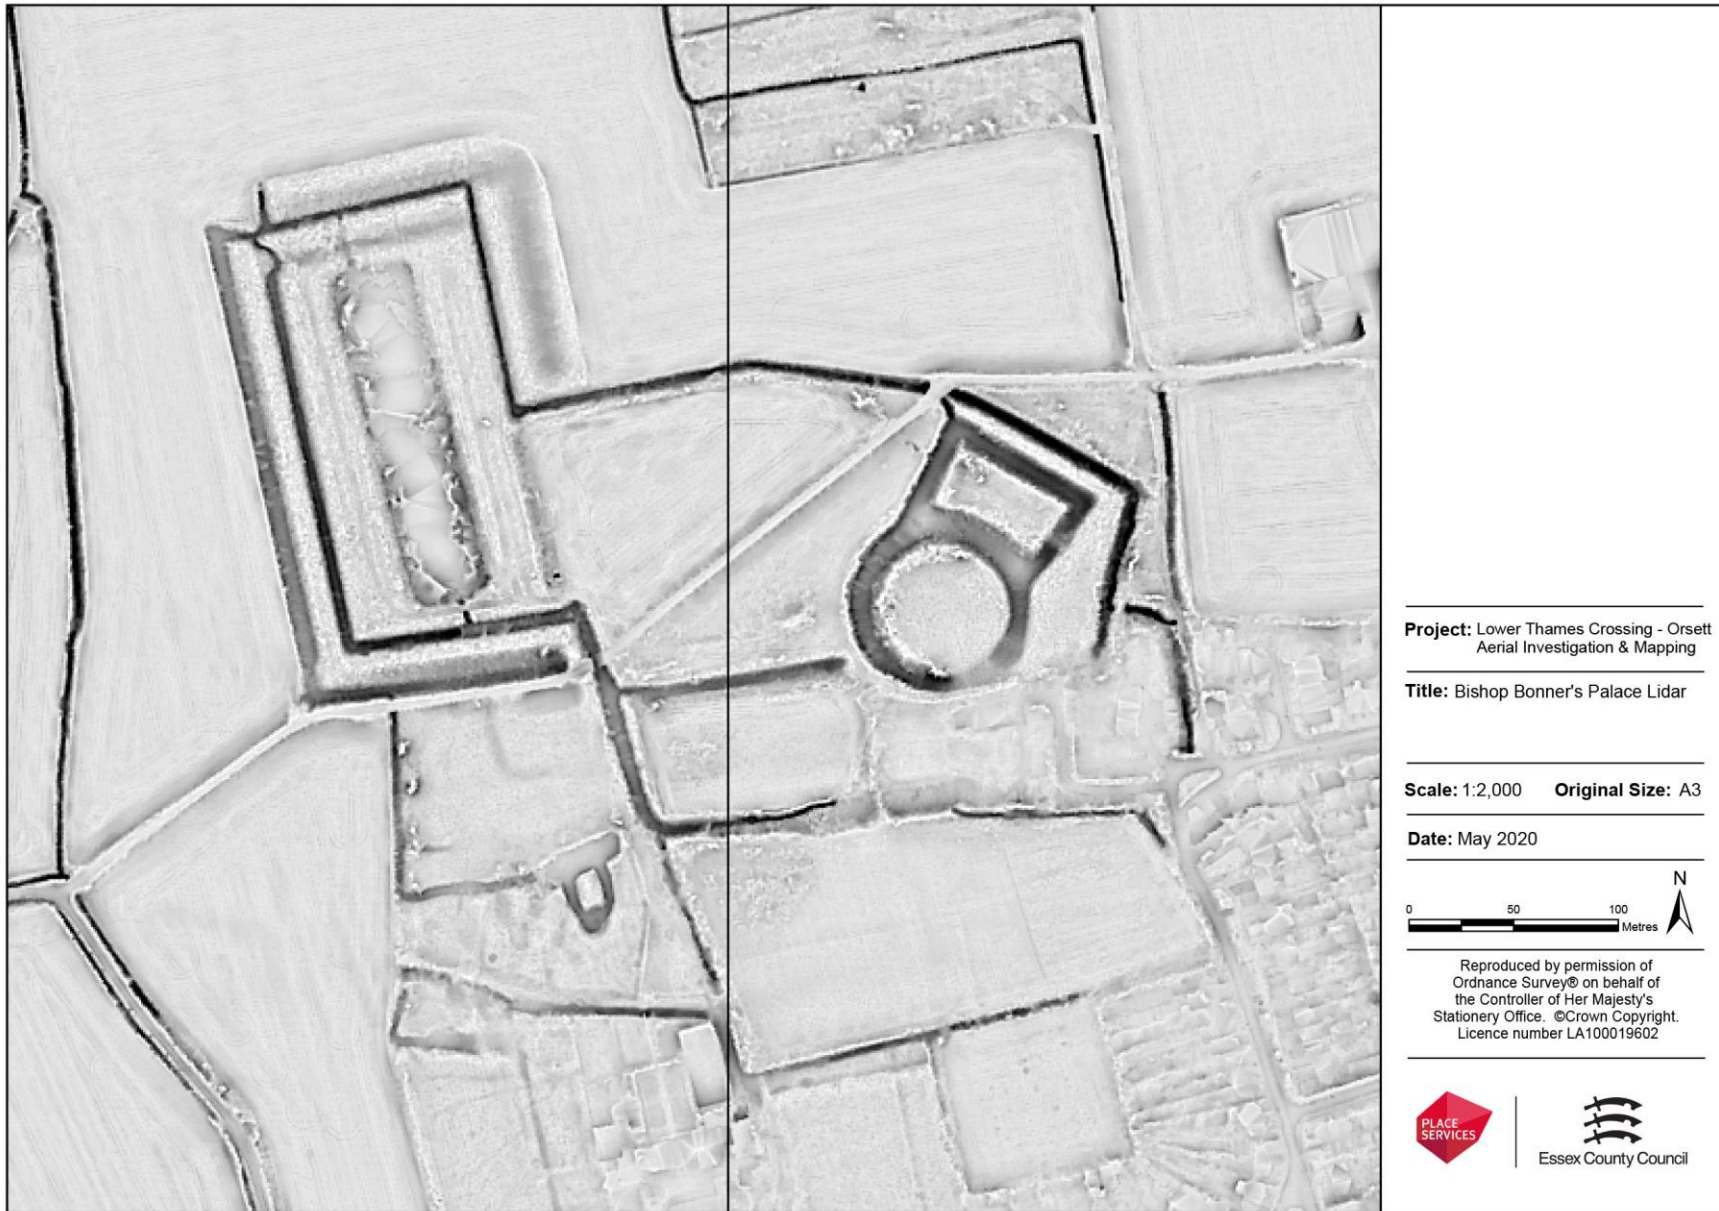 Project: Lower Thames Crossing - Orsett
Aerial Investigation & Mapping
Title: Bishop Bonner's Palace Lidar
Scale: 1:2,000 Original Size: A3
Date: May 2020
N
0 50 100
Metres
Reproduced by permission of
Ordnance Survey® on behalf of
the Controller of Her Majesty's
Stationery Office. ©Crown Copyright.
Licence number LA100019602
PLACE
SERVICES
Essex County Council